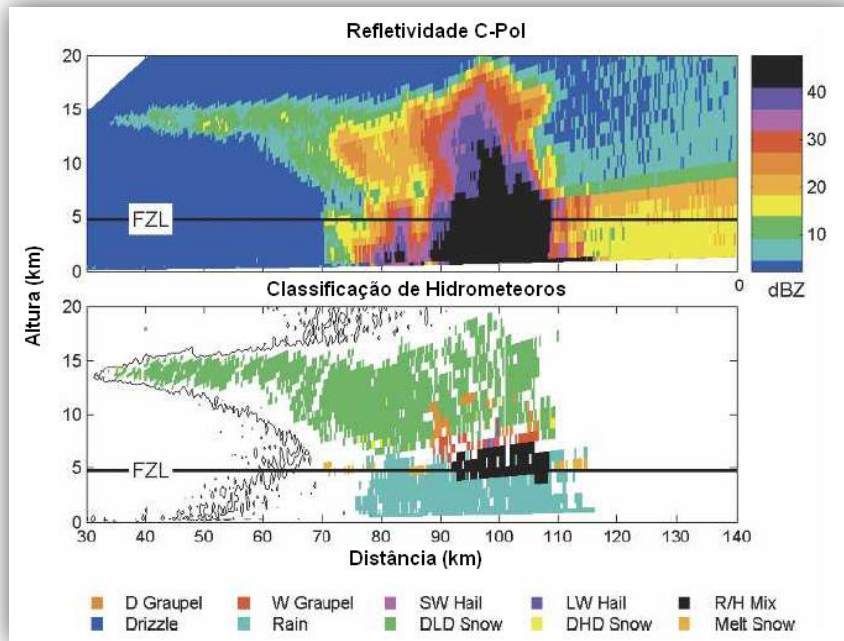 Refletividade C-Pol
20
15
10
5
0
FZL
40
30
20
10
0
dBZ
Altura (km)
Classificação de Hidrometeoros
20
15
10
5
0
FZL
30 40 50 60 70 80 90 100 110 120 130 140
Distância (km)
D Graupel W Graupel SW Hail LW Hail R/H Mix
Drizzle Rain DLD Snow DHD Snow Melt Snow